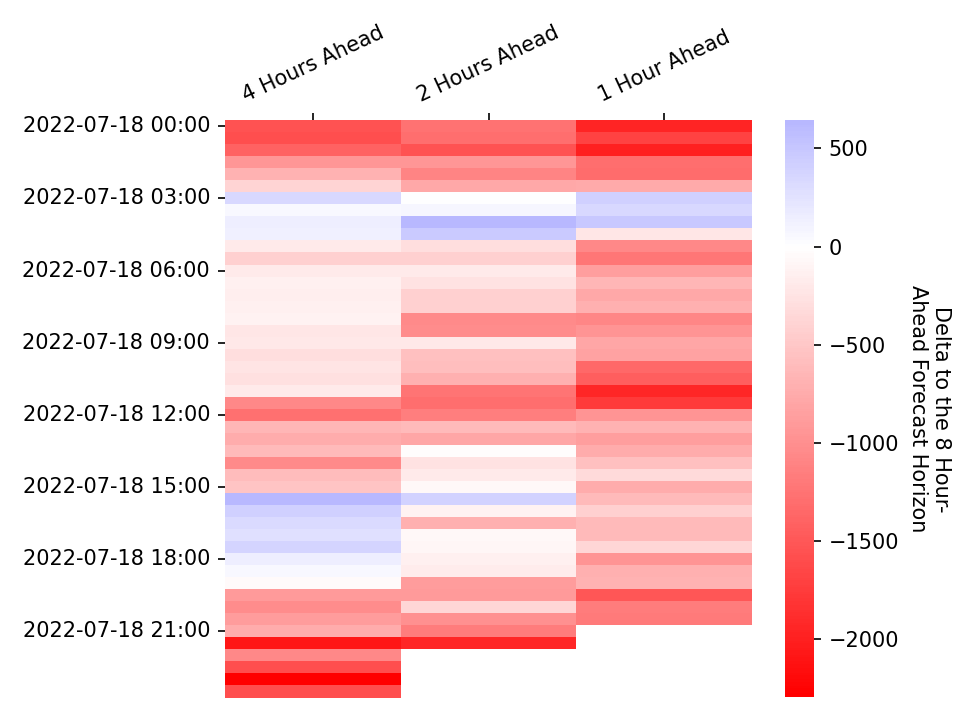 4 Hours Ahead
2 Hours Ahead
1 Hour Ahead
2022-07-18 00:00
2022-07-18 03:00
2022-07-18 06:00
2022-07-18 09:00
2022-07-18 12:00
2022-07-18 15:00
2022-07-18 18:00
2022-07-18 21:00
500
0
−500
−1000
−1500
−2000
Delta to the 8 Hour-
Ahead Forecast Horizon